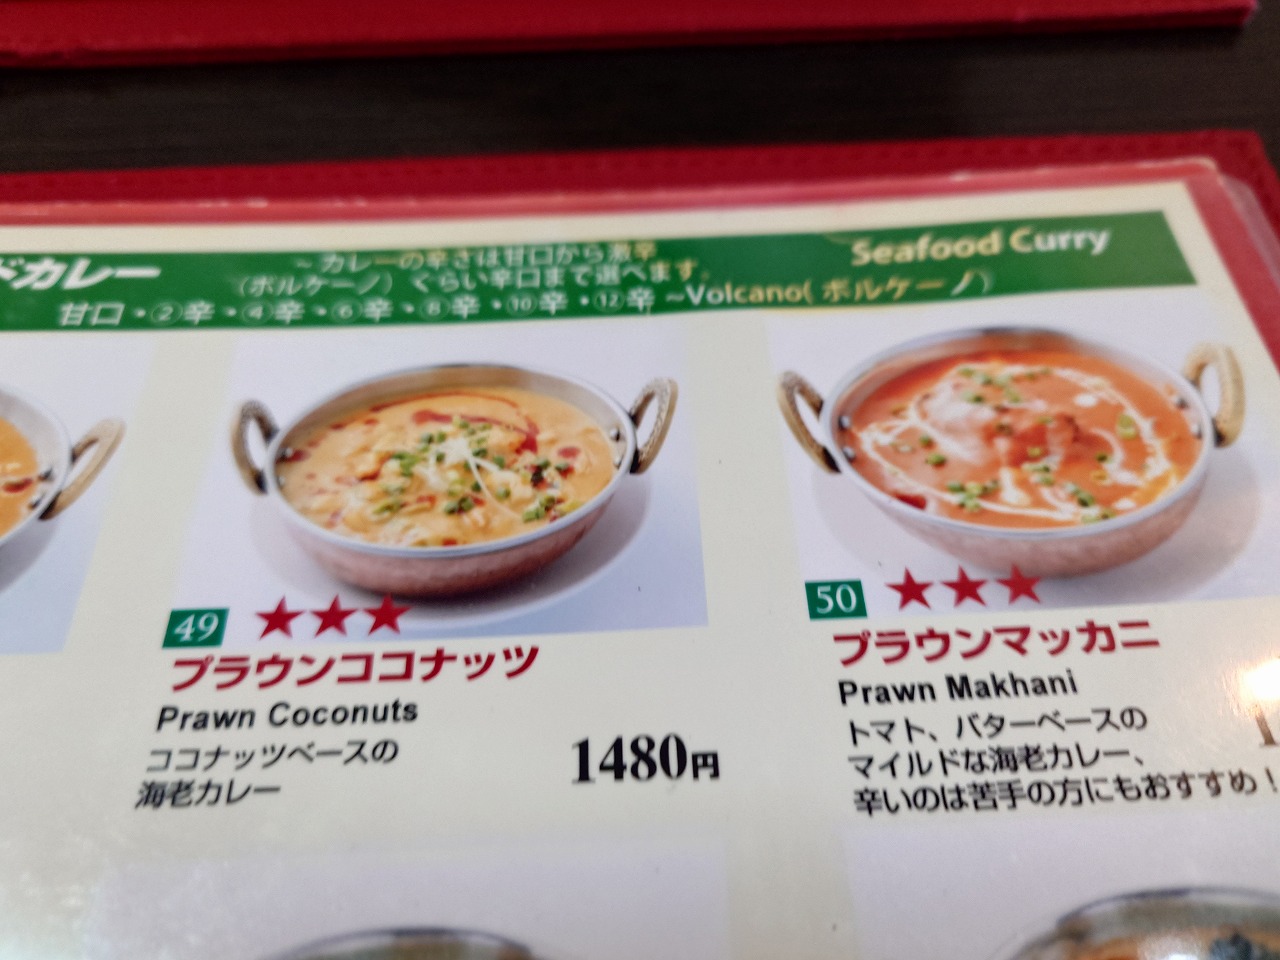 ドカレー
～カレーの辛さは甘口から激辛
（ボルケーノ）くらい辛口まで選べます。
甘口・②辛・④辛・⑥辛・⑧辛・⑩辛・⑫辛 ～Volcano( ボルケーノ)
Seafood Curry
49 ★★★
プラウンココナッツ
Prawn Coconuts
ココナッツベースの
海老カレー
1480円
50 ★★★
プラウンマッカニ
Prawn Makhani
トマト、バターベースの
マイルドな海老カレー、
辛いのは苦手の方にもおすすめ！
1